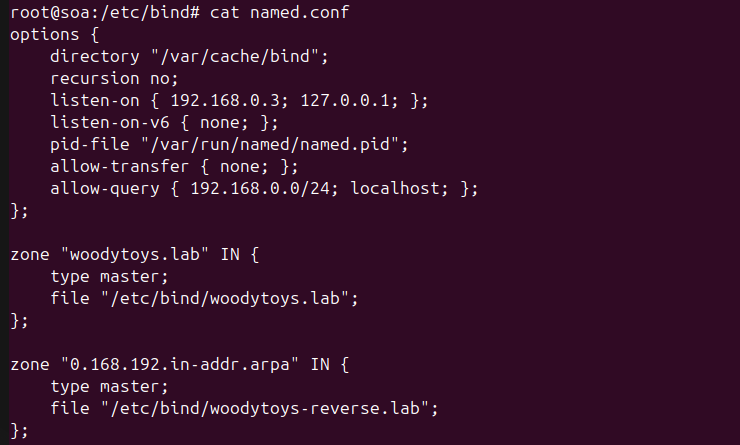 root@soa:/etc/bind# cat named.conf
options {
    directory "/var/cache/bind";
    recursion no;
    listen-on { 192.168.0.3; 127.0.0.1; };
    listen-on-v6 { none; };
    pid-file "/var/run/named/named.pid";
    allow-transfer { none; };
    allow-query { 192.168.0.0/24; localhost; };
};

zone "woodytoys.lab" IN {
    type master;
    file "/etc/bind/woodytoys.lab";
};

zone "0.168.192.in-addr.arpa" IN {
    type master;
    file "/etc/bind/woodytoys-reverse.lab";
};